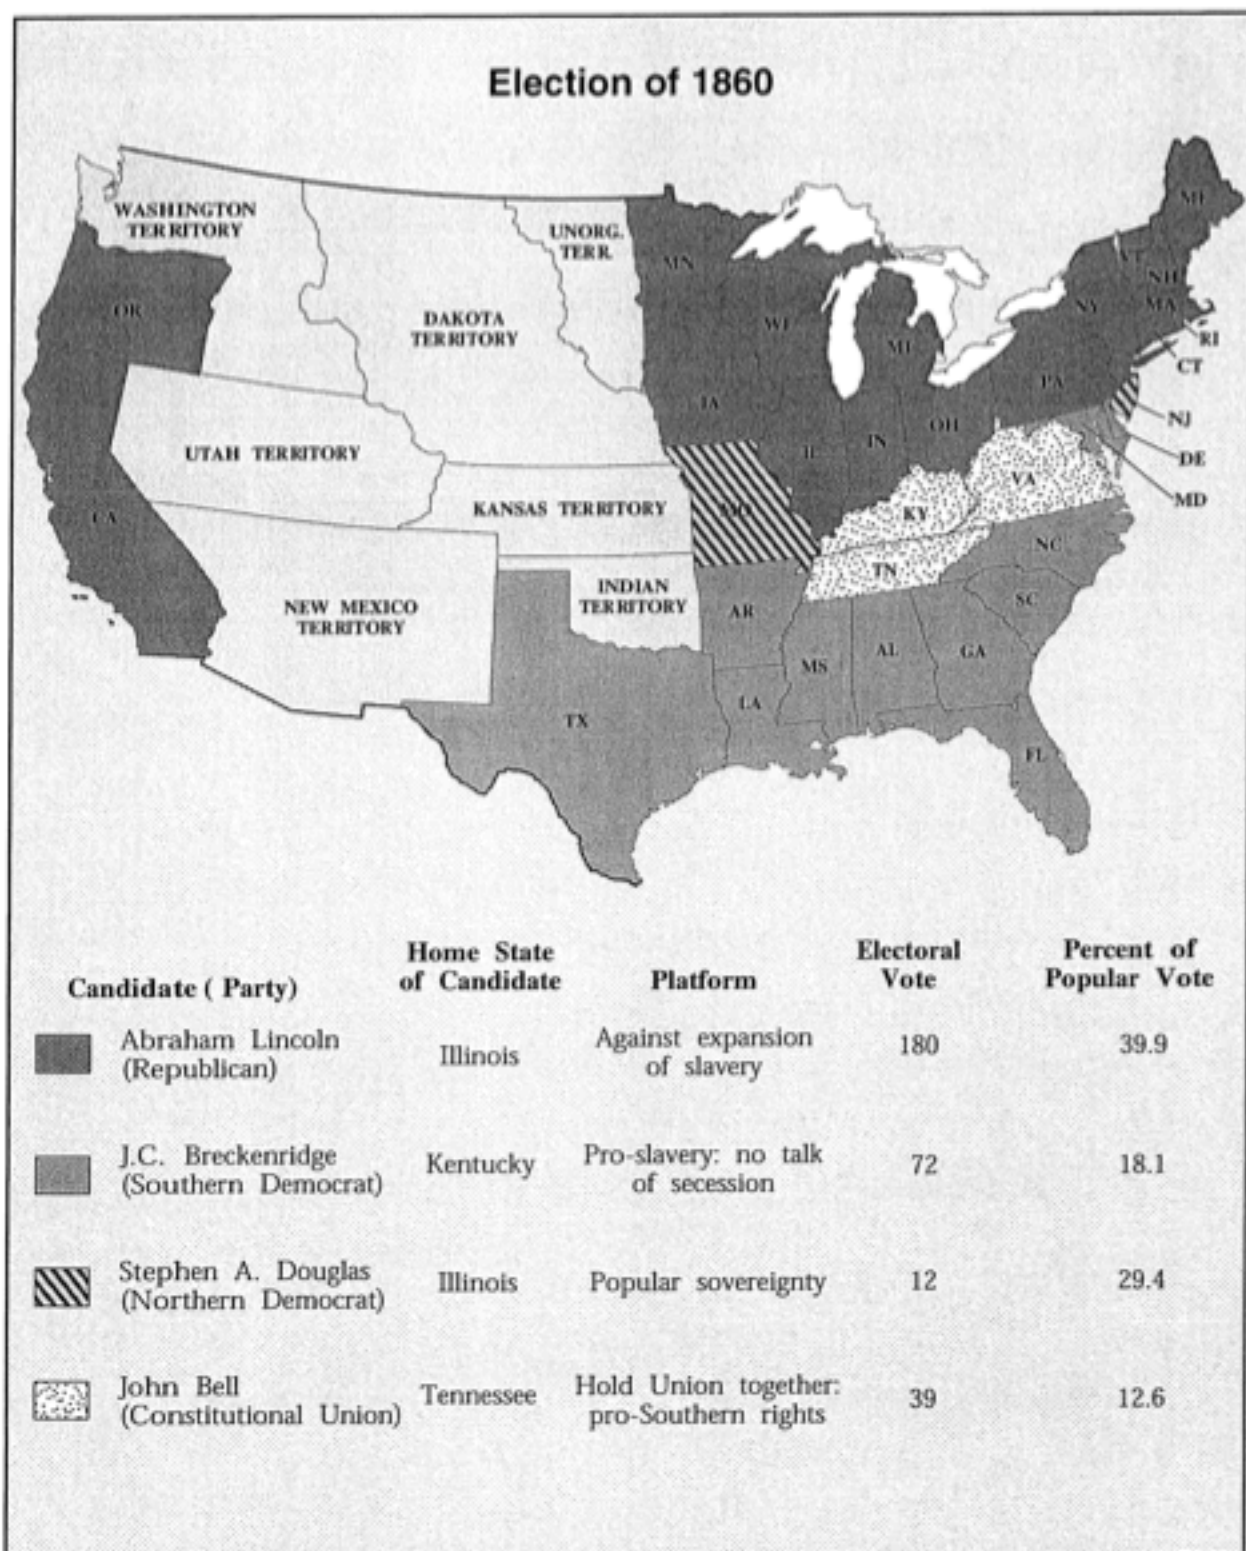 Election of 1860
WASHINGTON
TERRITORY
UNORG.
TERR.
ME
MN
VT
NH
OR
DAKOTA
TERRITORY
WI
NY
MA
MI
RI
CT
PA
IA
NJ
UTAH TERRITORY
IL
IN
OH
DE
VA
MD
CA
KANSAS TERRITORY
MO
KY
NC
TN
INDIAN
TERRITORY
NEW MEXICO
TERRITORY
AR
SC
MS
AL
GA
LA
TX
FL
Candidate ( Party)
Home State
of Candidate
Platform
Electoral
Vote
Percent of
Popular Vote
Abraham Lincoln
(Republican)
Illinois
Against expansion
of slavery
180
39.9
J.C. Breckenridge
(Southern Democrat)
Kentucky
Pro-slavery: no talk
of secession
72
18.1
Stephen A. Douglas
(Northern Democrat)
Illinois
Popular sovereignty
12
29.4
John Bell
(Constitutional Union)
Tennessee
Hold Union together:
pro-Southern rights
39
12.6